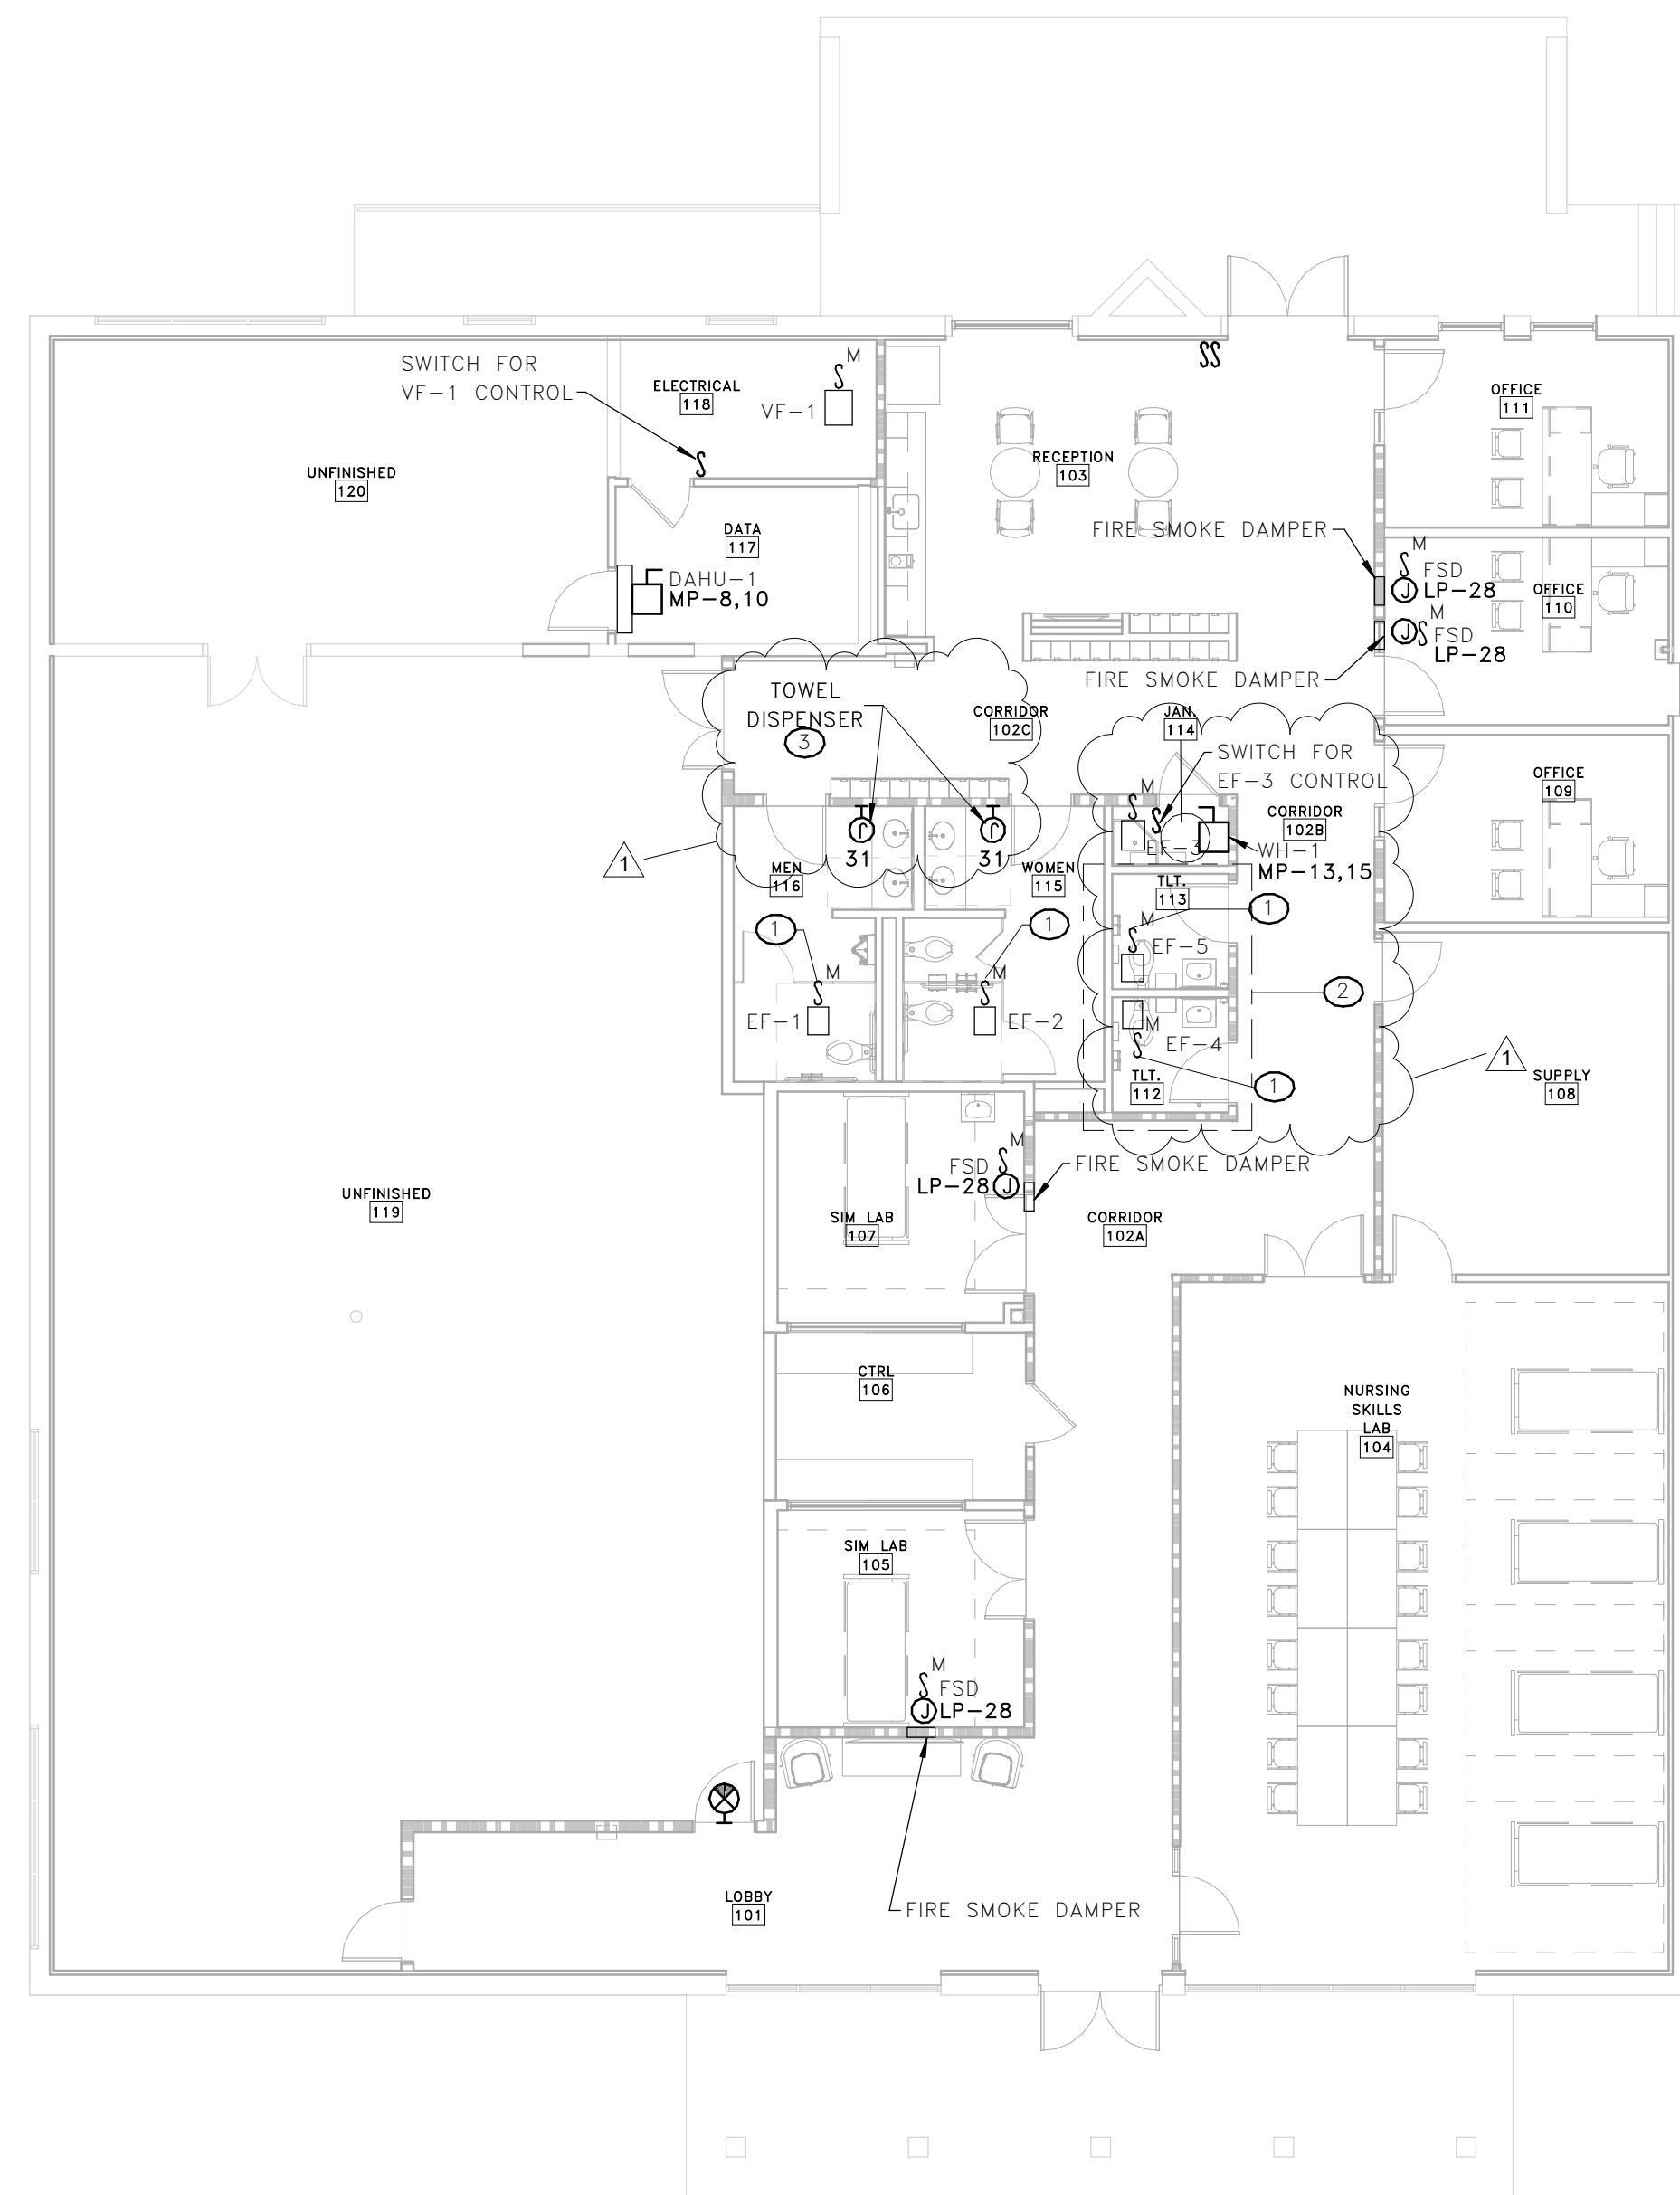 SWITCH FOR
VF-1 CONTROL
ELECTRICAL
118
M
VF-1
UNFINISHED
120
DATA
117
DAHU-1
MP-8,10
RECEPTION
103
OFFICE
111
FIRE SMOKE DAMPER
M
FSD
J LP-28
OFFICE
110
M
J FSD
LP-28
FIRE SMOKE DAMPER
TOWEL
DISPENSER
3
CORRIDOR
102C
JAN.
114
SWITCH FOR
EF-3 CONTROL
M
EF-3
CORRIDOR
102B
OFFICE
109
WH-1
MP-13,15
31
31
1
MEN
116
WOMEN
115
TLT.
113
1
1
1
M
EF-5
M
EF-1
M
EF-2
2
M
EF-4
TLT.
112
1
1
SUPPLY
108
M
FSD
LP-28 J
FIRE SMOKE DAMPER
SIM LAB
107
CORRIDOR
102A
UNFINISHED
119
CTRL
106
NURSING
SKILLS
LAB
104
SIM LAB
105
M
FSD
J LP-28
LOBBY
101
FIRE SMOKE DAMPER